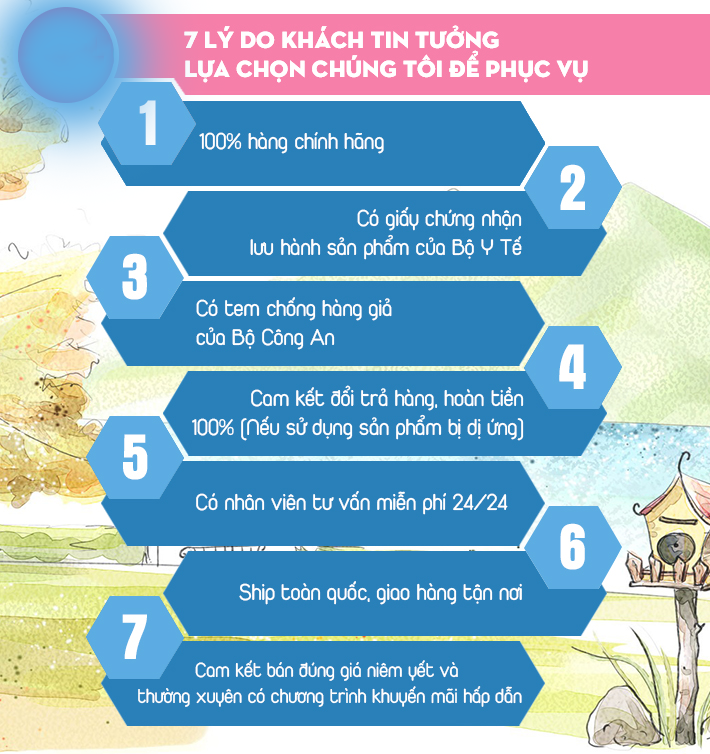 7 LÝ DO KHÁCH TIN TƯỞNG
LỰA CHỌN CHÚNG TÔI ĐỂ PHỤC VỤ
1
100% hàng chính hãng
2
Có giấy chứng nhận
lưu hành sản phẩm của Bộ Y Tế
3
Có tem chống hàng giả
của Bộ Công An
4
Cam kết đổi trả hàng, hoàn tiền
100% (Nếu sử dụng sản phẩm bị dị ứng)
5
Có nhân viên tư vấn miễn phí 24/24
6
Ship toàn quốc, giao hàng tận nơi
7
Cam kết bán đúng giá niêm yết và
thường xuyên có chương trình khuyến mãi hấp dẫn